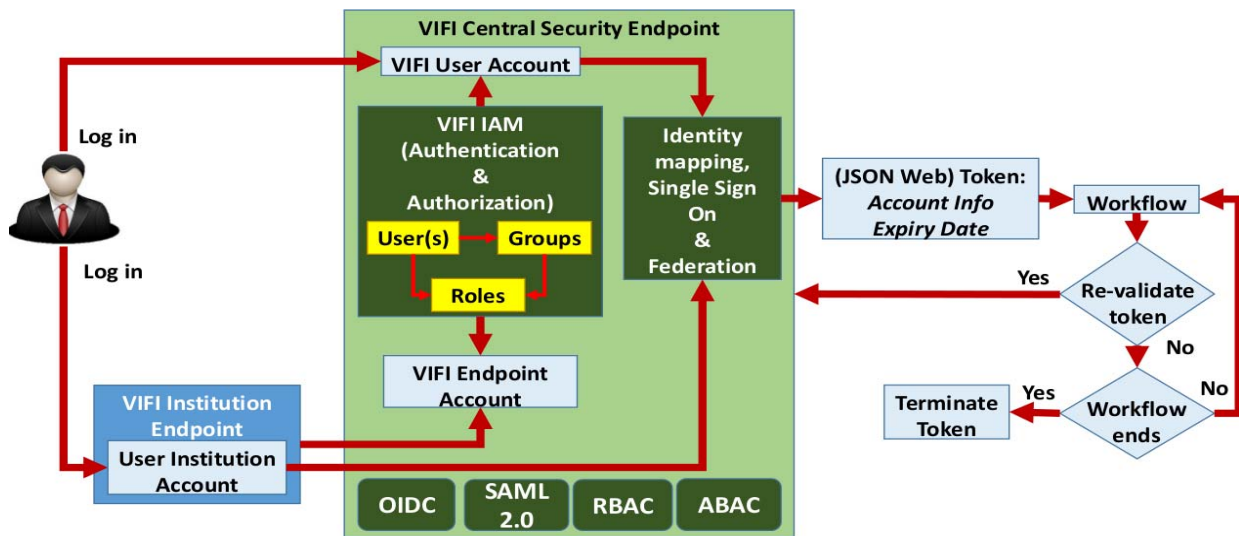 VIFI Central Security Endpoint
VIFI User Account
Log in
VIFI IAM
(Authentication
&
Authorization)
User(s)
Groups
Roles
Identity
mapping,
Single Sign
On
&
Federation
(JSON Web) Token:
Account Info
Expiry Date
Workflow
Log in
Yes
Re-validate
token
No
VIFI Endpoint
Account
VIFI Institution
Endpoint
User Institution
Account
Terminate
Token
Yes
Workflow
ends
No
OIDC
SAML
2.0
RBAC
ABAC